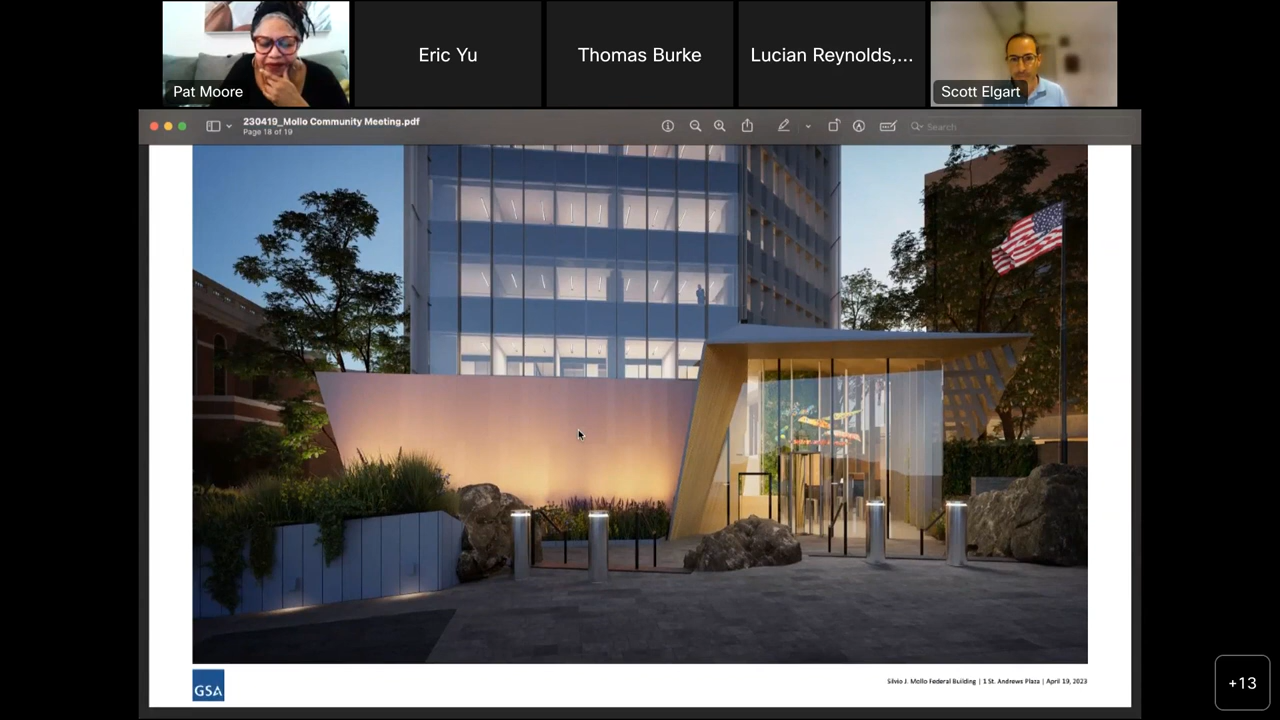 Pat Moore
Eric Yu
Thomas Burke
Lucian Reynolds,...
Scott Elgart
230419_Mollo Community Meeting.pdf
Page 18 of 19
Search
GSA
Silvio J. Mollo Federal Building | 1 St. Andrews Plaza | April 19, 2023
+13